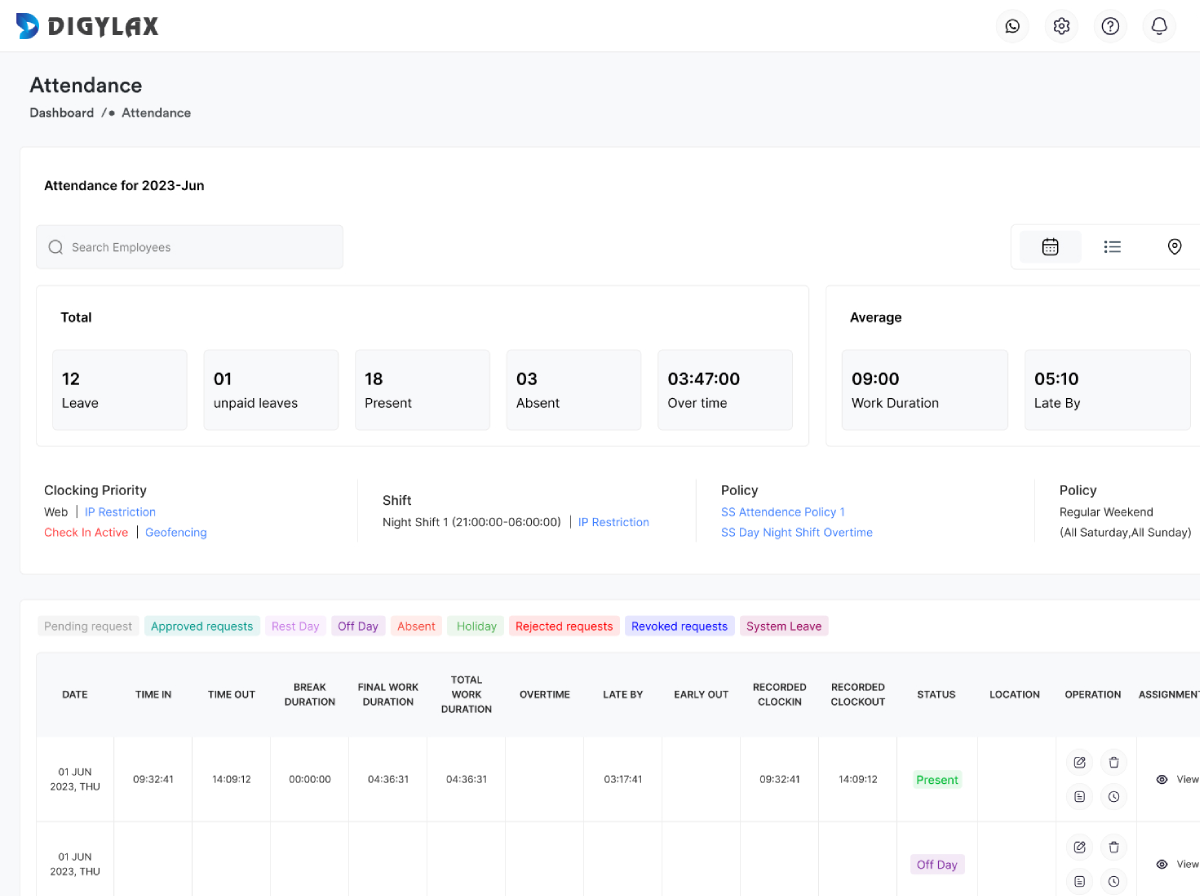 DIGYLAX
Attendance
Dashboard / • Attendance
Attendance for 2023-Jun
Search Employees
Total
Average
12
Leave
01
unpaid leaves
18
Present
03
Absent
03:47:00
Over time
09:00
Work Duration
05:10
Late By
Clocking Priority
Web | IP Restriction
Check In Active | Geofencing
Shift
Night Shift 1 (21:00:00-06:00:00) | IP Restriction
Policy
SS Attendence Policy 1
SS Day Night Shift Overtime
Policy
Regular Weekend
(All Saturday,All Sunday)
Pending request Approved requests Rest Day Off Day Absent Holiday Rejected requests Revoked requests System Leave
DATE
TIME IN
TIME OUT
BREAK
DURATION
FINAL WORK
DURATION
TOTAL
WORK
DURATION
OVERTIME
LATE BY
EARLY OUT
RECORDED
CLOCKIN
RECORDED
CLOCKOUT
STATUS
LOCATION
OPERATION
ASSIGNMENT
01 JUN
2023, THU
09:32:41
14:09:12
00:00:00
04:36:31
04:36:31
03:17:41
09:32:41
14:09:12
Present
View
01 JUN
2023, THU
Off Day
View